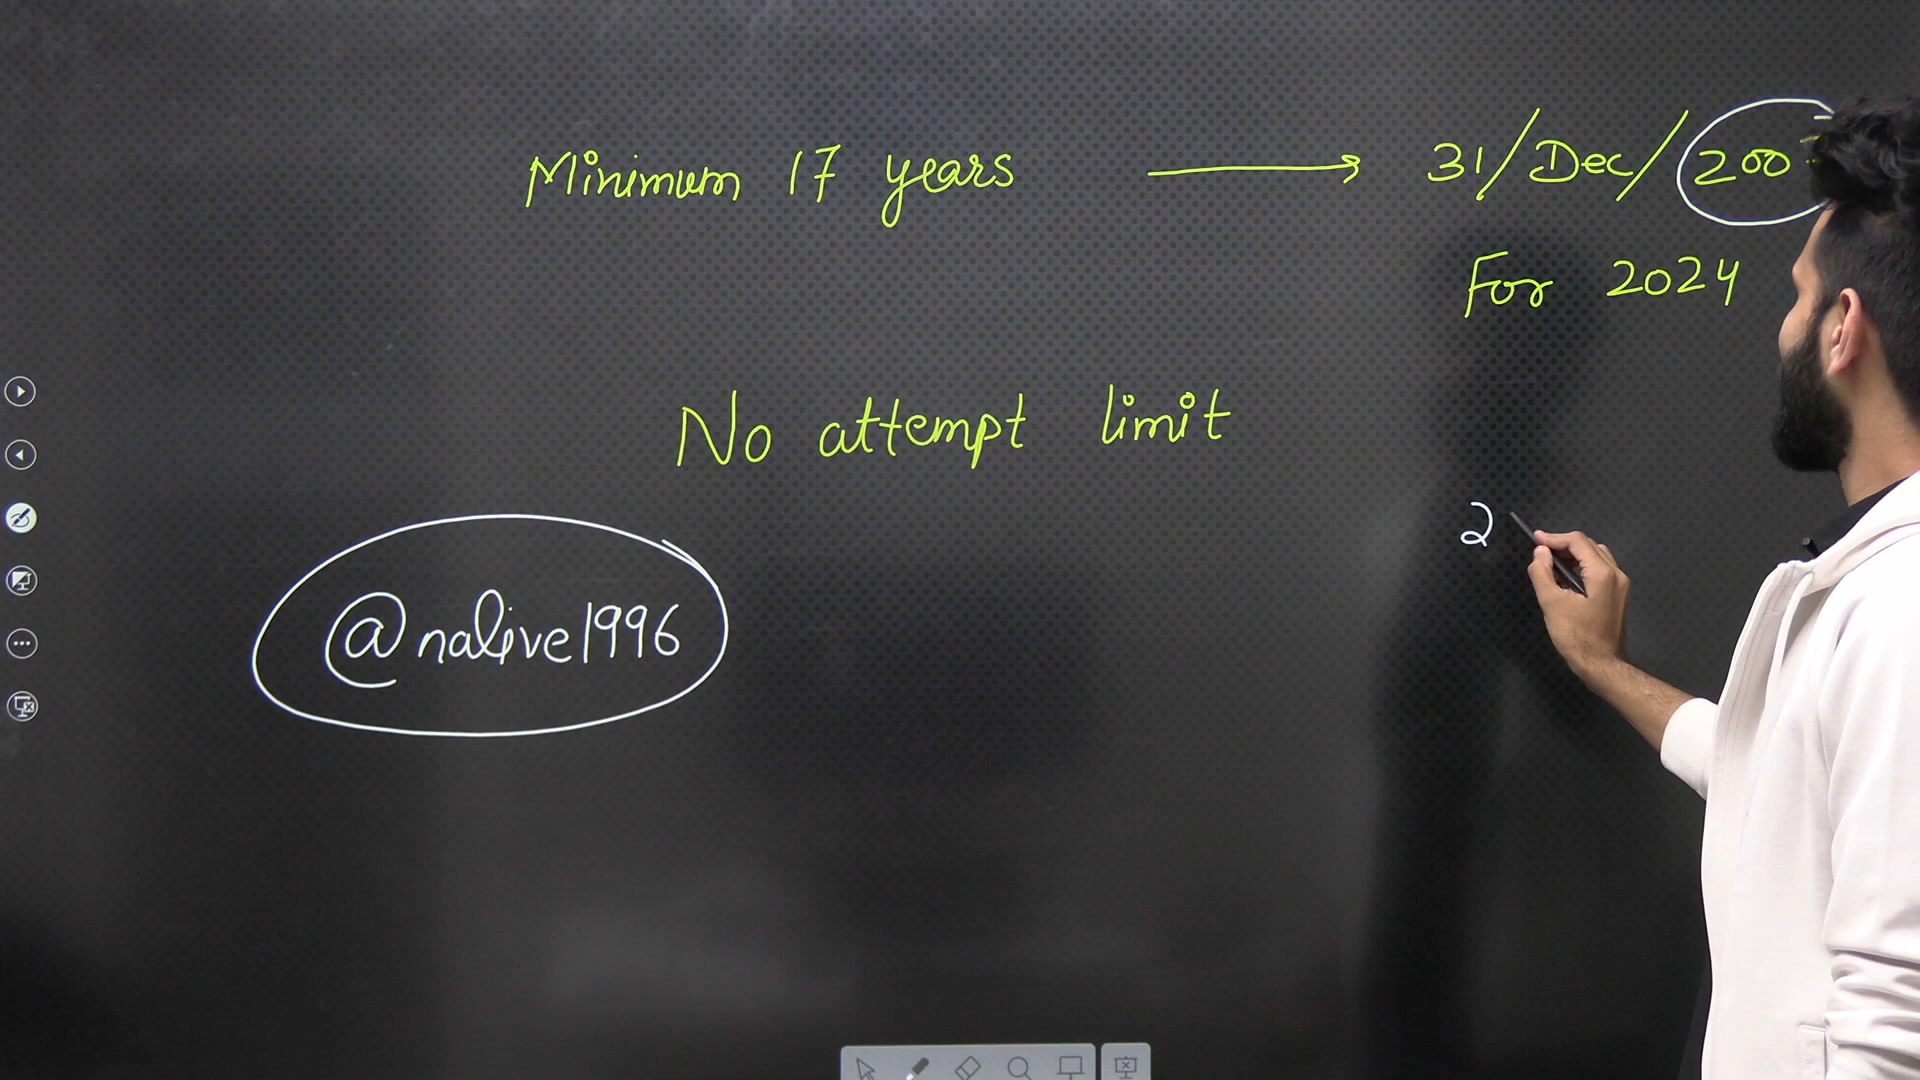 Minimum 17 years → 31/Dec/200
For 2024
No attempt limit
2
@nalive1996